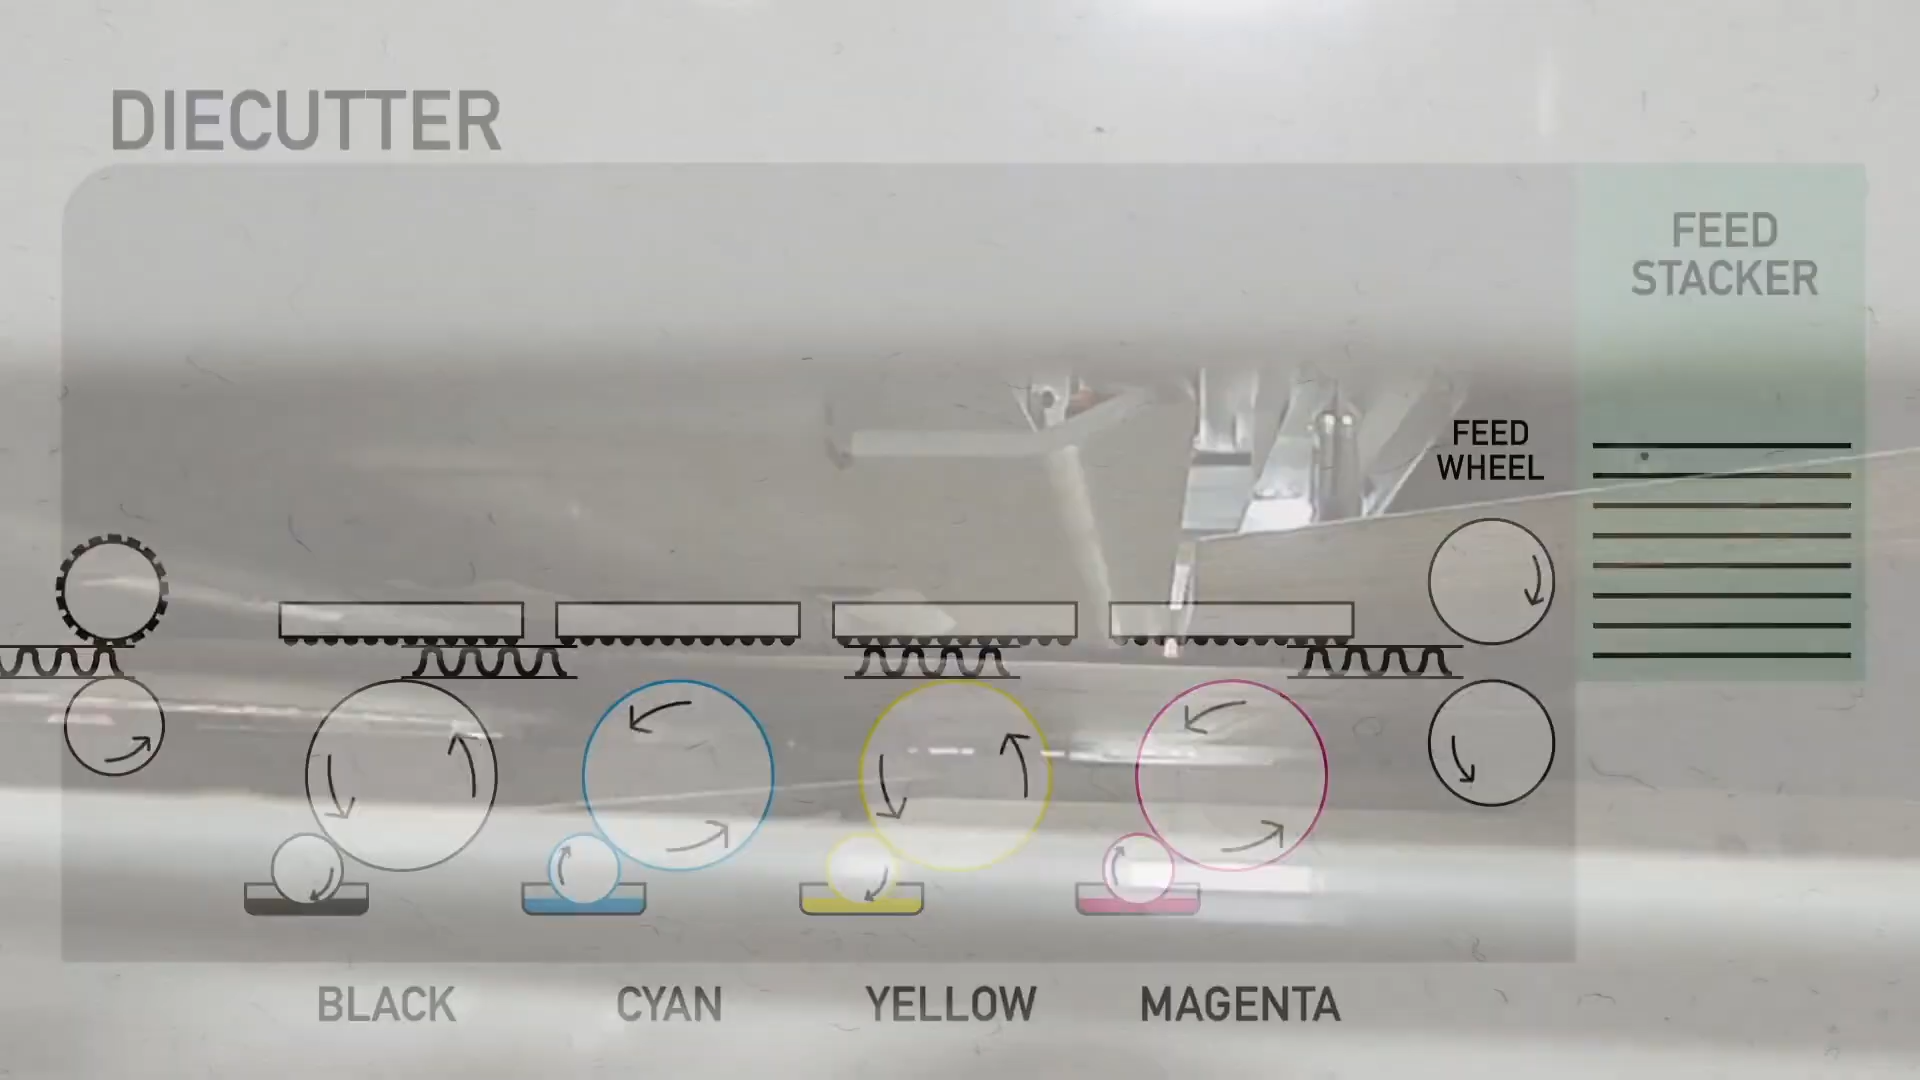 DIECUTTER
FEED
STACKER
FEED
WHEEL
BLACK
CYAN
YELLOW
MAGENTA